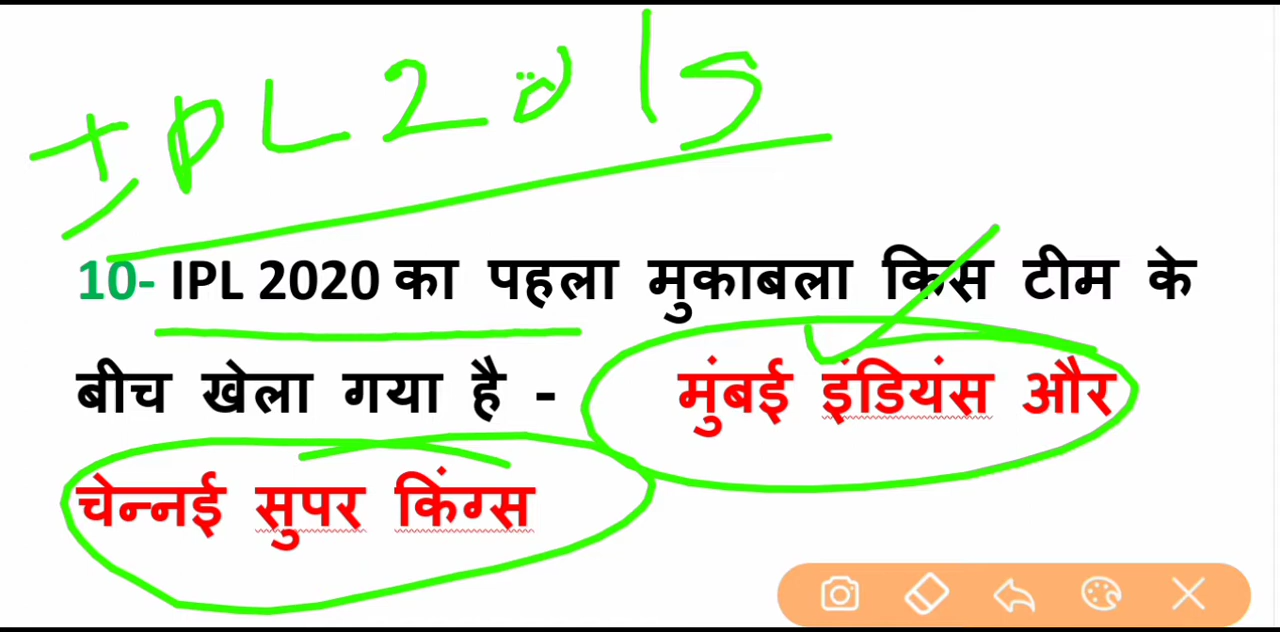 IPL 2015
10- IPL 2020 का पहला मुकाबला किस टीम के
बीच खेला गया है - मुंबई इंडियंस और
चेन्नई सुपर किंग्स